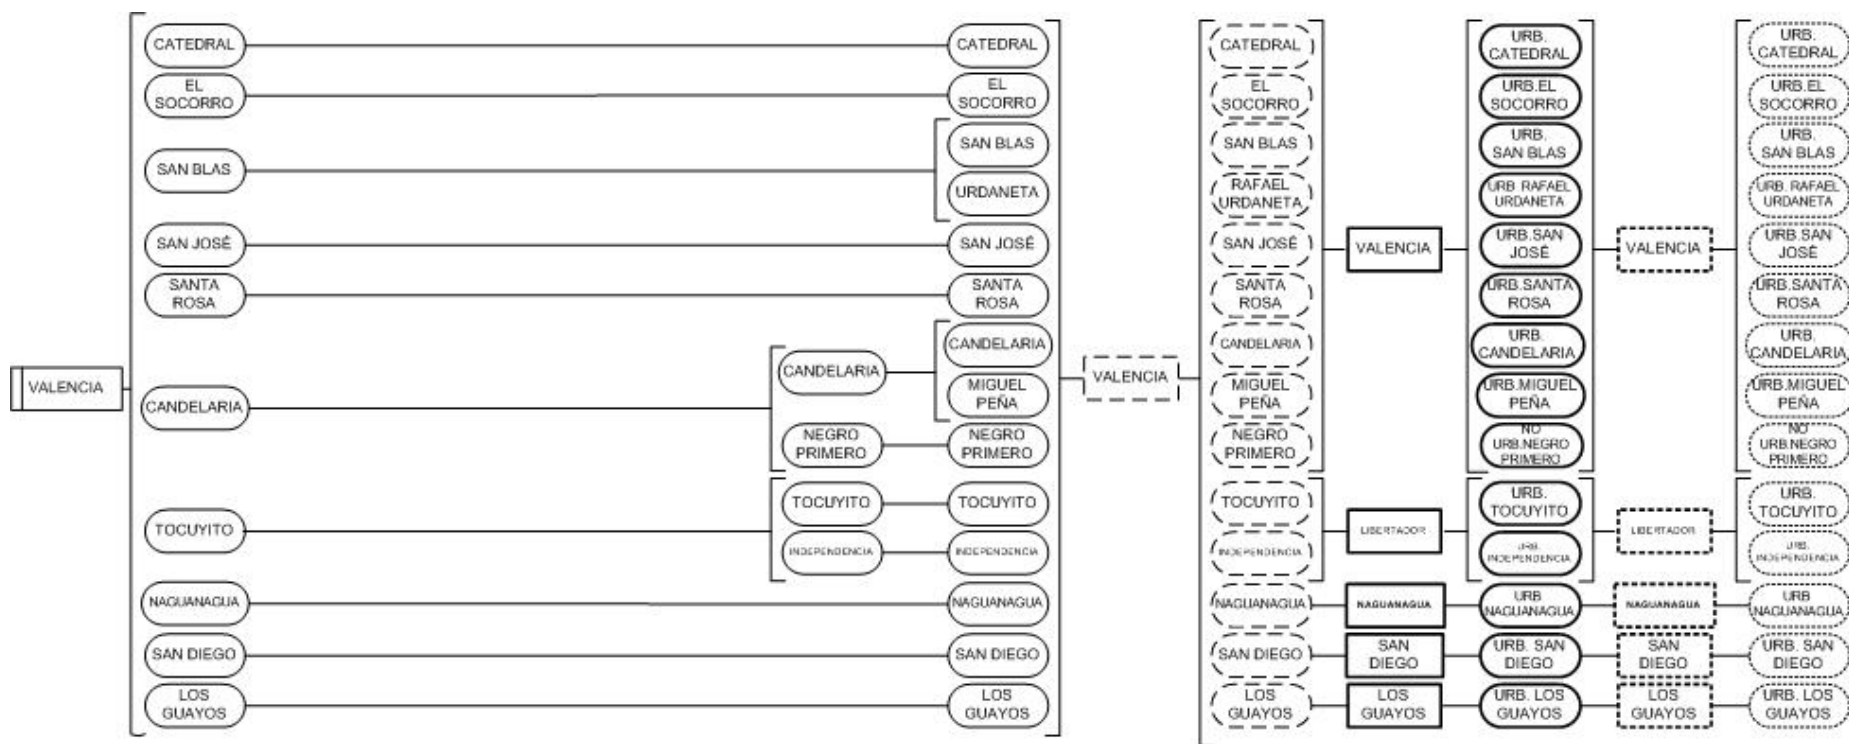 VALENCIA
CATEDRAL
EL
SOCORRO
SAN BLAS
SAN JOSÉ
SANTA
ROSA
CANDELARIA
TOCUYITO
NAGUANAGUA
SAN DIEGO
LOS
GUAYOS
CANDELARIA
NEGRO
PRIMERO
TOCUYITO
INDEPENDENCIA
CATEDRAL
EL
SOCORRO
SAN BLAS
URDANETA
SAN JOSÉ
SANTA
ROSA
CANDELARIA
MIGUEL
PEÑA
NEGRO
PRIMERO
TOCUYITO
INDEPENDENCIA
NAGUANAGUA
SAN DIEGO
LOS
GUAYOS
VALENCIA
CATEDRAL
EL
SOCORRO
SAN BLAS
RAFAEL
URDANETA
SAN JOSÉ
SANTA
ROSA
CANDELARIA
MIGUEL
PEÑA
NEGRO
PRIMERO
TOCUYITO
INDEPENDENCIA
NAGUANAGUA
SAN DIEGO
LOS
GUAYOS
VALENCIA
LIBERTADOR
NAGUANAGUA
SAN
DIEGO
LOS
GUAYOS
URB.
CATEDRAL
URB.EL
SOCORRO
URB.
SAN BLAS
URB RAFAEL
URDANETA
URB.SAN
JOSÉ
URB.SANTA
ROSA
URB.
CANDELARIA
URB.MIGUEL
PEÑA
NO
URB.NEGRO
PRIMERO
URB.
TOCUYITO
URB.
INDEPENDENCIA
URB
NAGUANAGUA
URB. SAN
DIEGO
URB. LOS
GUAYOS
VALENCIA
LIBERTADOR
NAGUANAGUA
SAN
DIEGO
LOS
GUAYOS
URB.
CATEDRAL
URB.EL
SOCORRO
URB.
SAN BLAS
URB. RAFAEL
URDANETA
URB.SAN
JOSÉ
URB.SANTA
ROSA
URB.
CANDELARIA
URB.MIGUEL
PEÑA
NO
URB.NEGRO
PRIMERO
URB.
TOCUYITO
URB.
INDEPENDENCIA
URB
NAGUANAGUA
URB. SAN
DIEGO
URB. LOS
GUAYOS